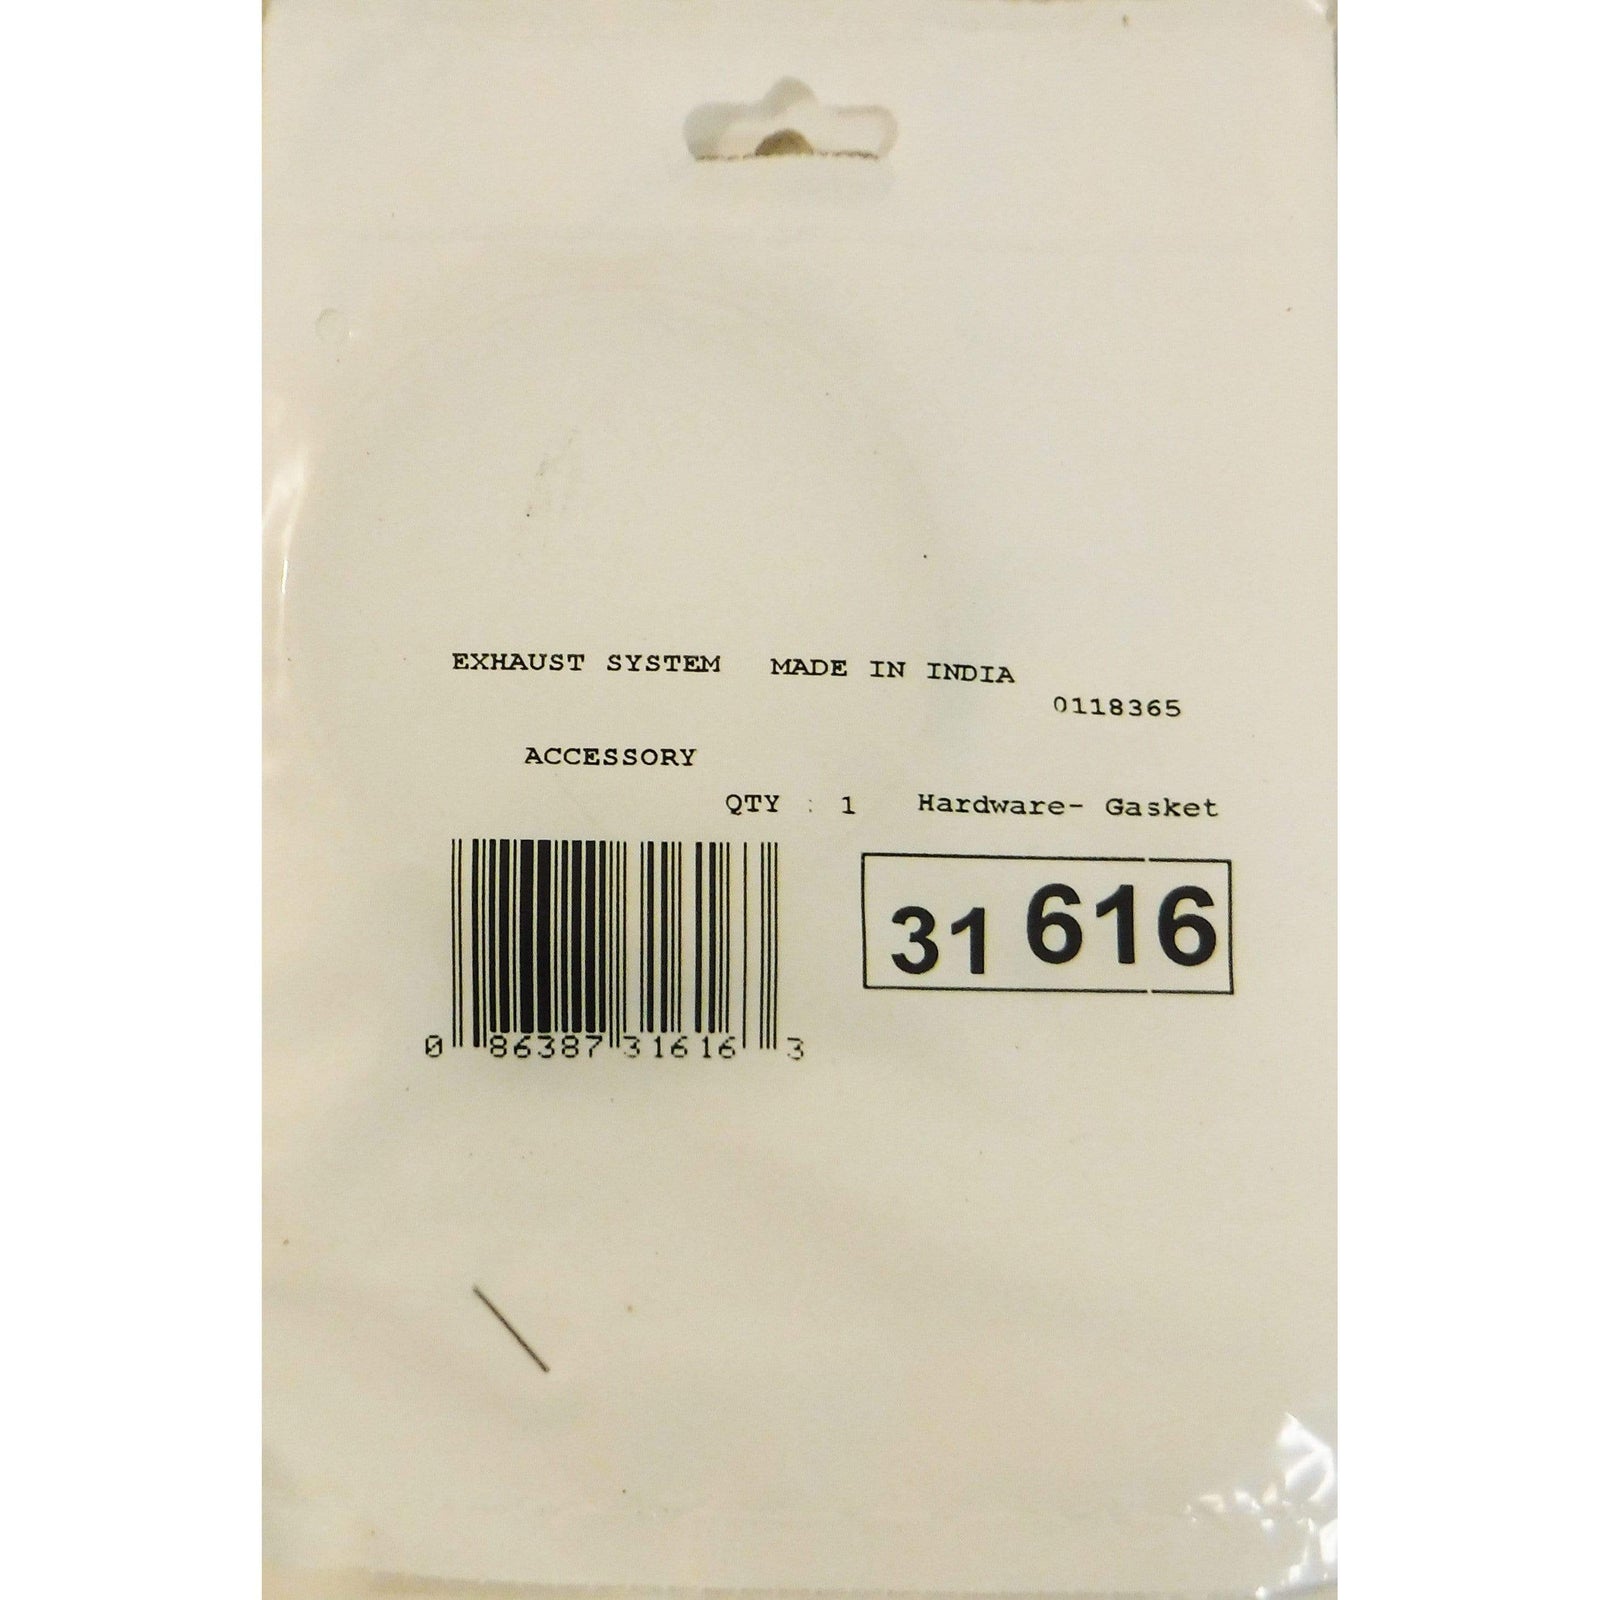 EXHAUST SYSTEM MADE IN INDIA
0118365
ACCESSORY
QTY : 1 Hardware- Gasket
31 616
0 86387 31616 3